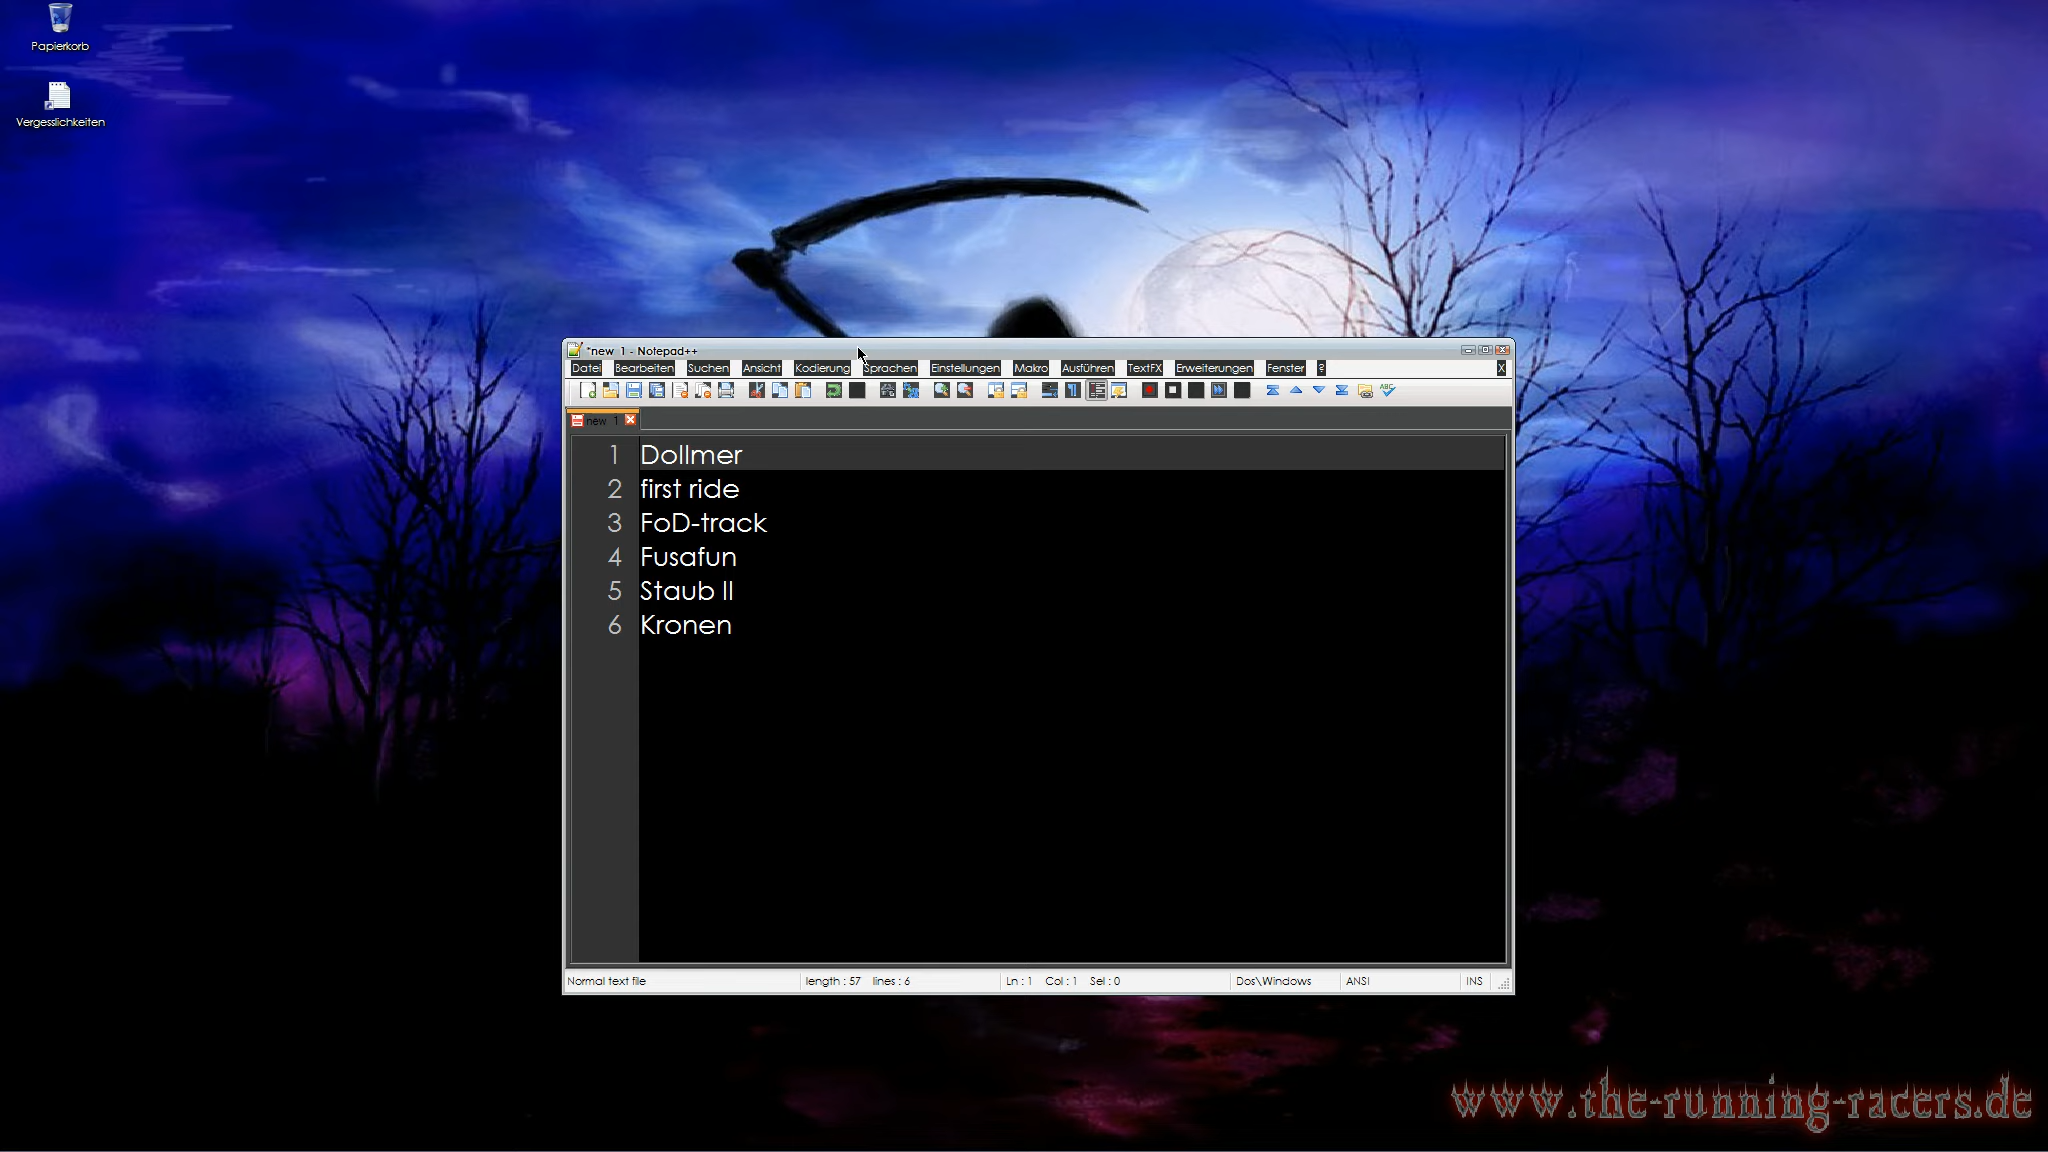 Papierkorb
Vergesslichkeiten
*new 1 - Notepad++
Datei Bearbeiten Suchen Ansicht Kodierung Sprachen Einstellungen Makro Ausführen TextFX Erweiterungen Fenster ? X
ABC
new 1
1 Dollmer
2 first ride
3 FoD-track
4 Fusafun
5 Staub II
6 Kronen
Normal text file length : 57 lines : 6 Ln : 1 Col : 1 Sel : 0 Dos\Windows ANSI INS
www.the-running-racers.de